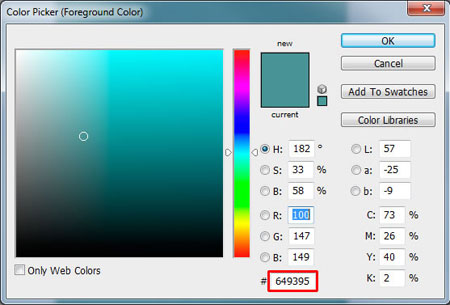 Color Picker (Foreground Color)
new
current
OK
Cancel
Add To Swatches
Color Libraries
H: 182 °
L: 57
S: 33 %
a: -25
B: 58 %
b: -9
R: 100
C: 73 %
G: 147
M: 26 %
B: 149
Y: 40 %
# 649395
K: 2 %
Only Web Colors